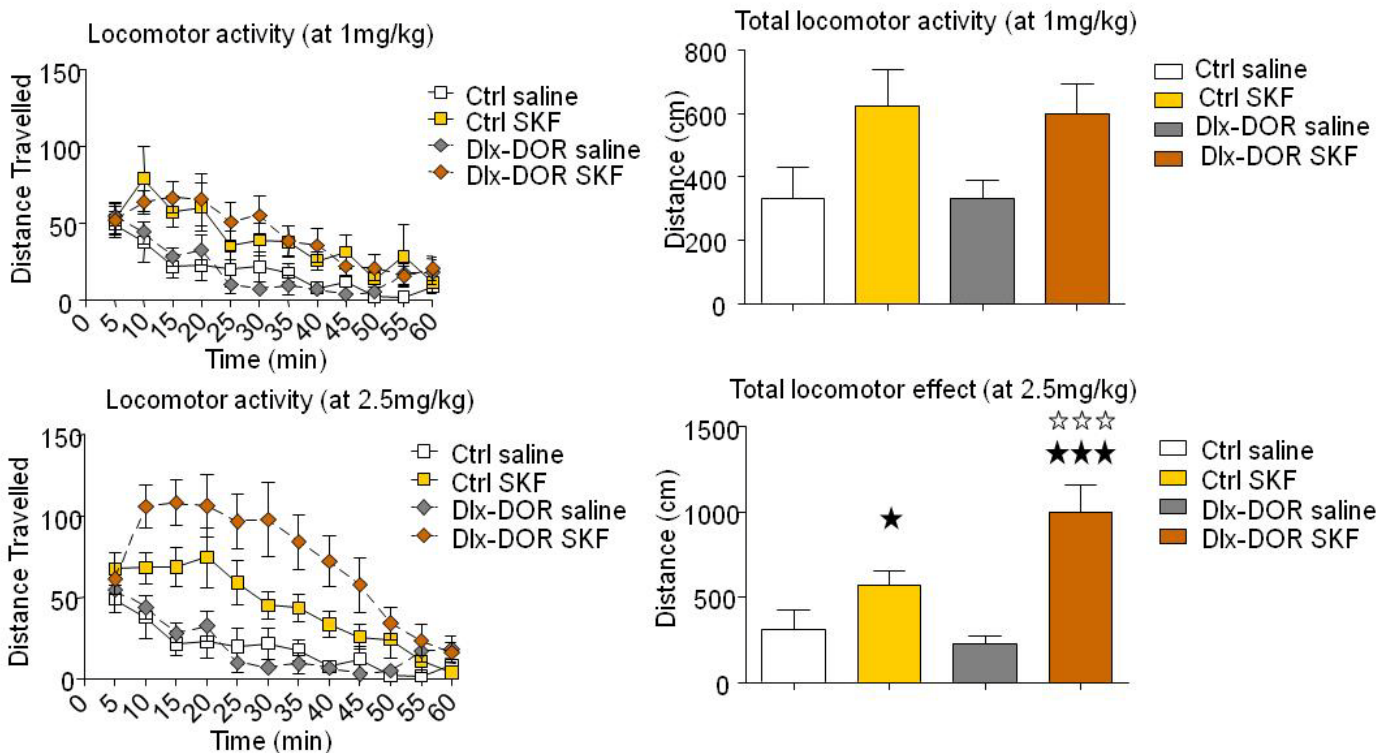 Locomotor activity (at 1mg/kg)
Distance Travelled
150
100
50
0
0 5 10 15 20 25 30 35 40 45 50 55 60
Time (min)
Ctrl saline
Ctrl SKF
Dlx-DOR saline
Dlx-DOR SKF
Total locomotor activity (at 1mg/kg)
Distance (cm)
800
600
400
200
0
Ctrl saline
Ctrl SKF
Dlx-DOR saline
Dlx-DOR SKF
Locomotor activity (at 2.5mg/kg)
Distance Travelled
150
100
50
0
0 5 10 15 20 25 30 35 40 45 50 55 60
Time (min)
Ctrl saline
Ctrl SKF
Dlx-DOR saline
Dlx-DOR SKF
Total locomotor effect (at 2.5mg/kg)
Distance (cm)
1500
1000
500
0
☆☆☆
★★★
★
Ctrl saline
Ctrl SKF
Dlx-DOR saline
Dlx-DOR SKF